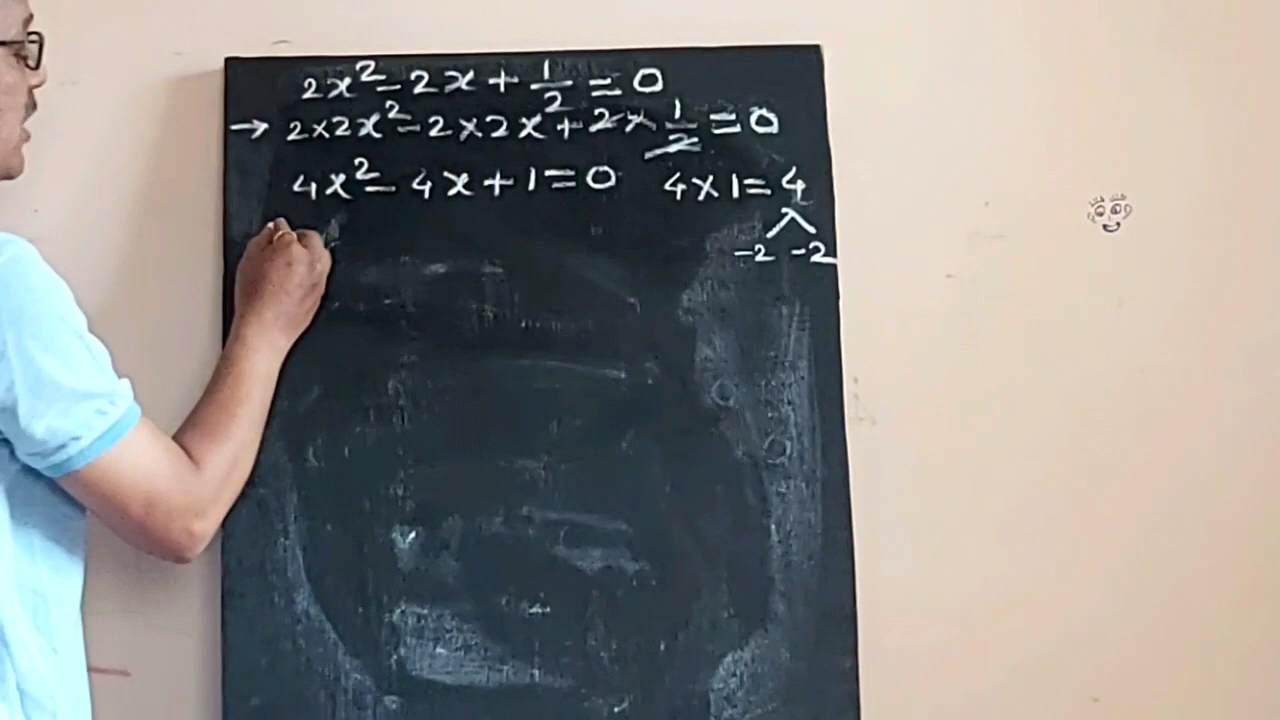 2x² - 2x + 1/2 = 0
→ 2×2x² - 2×2x + 2× 1/2 = 0
4x² - 4x + 1 = 0 4×1=4
-2 -2